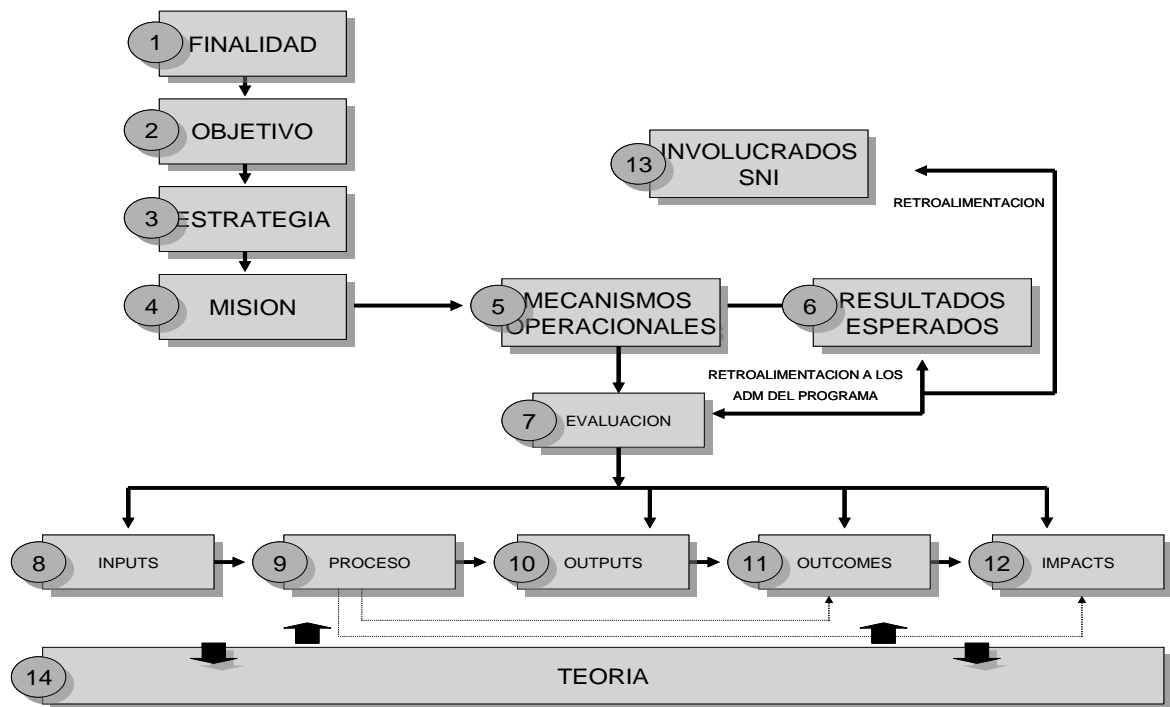 1 FINALIDAD
2 OBJETIVO
13 INVOLUCRADOS
SNI
3 ESTRATEGIA
RETROALIMENTACION
4 MISION
5 MECANISMOS
OPERACIONALES
6 RESULTADOS
ESPERADOS
RETROALIMENTACION A LOS
ADM DEL PROGRAMA
7 EVALUACION
8 INPUTS
9 PROCESO
10 OUTPUTS
11 OUTCOMES
12 IMPACTS
14 TEORIA